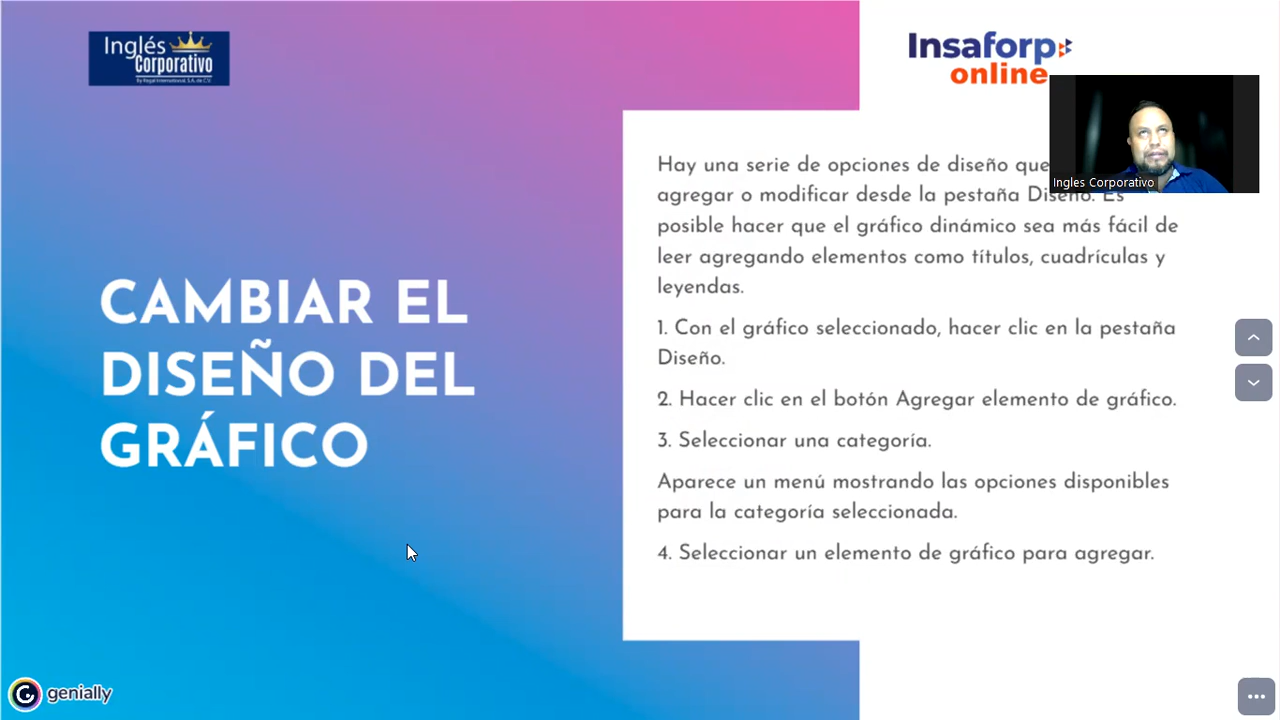 Inglés
Corporativo
By Regal International, S.A. de C.V.
Insaforp
online
Ingles Corporativo
CAMBIAR EL
DISEÑO DEL
GRÁFICO
Hay una serie de opciones de diseño que
agregar o modificar desde la pestaña Diseño. Es
posible hacer que el gráfico dinámico sea más fácil de
leer agregando elementos como títulos, cuadrículas y
leyendas.
1. Con el gráfico seleccionado, hacer clic en la pestaña
Diseño.
2. Hacer clic en el botón Agregar elemento de gráfico.
3. Seleccionar una categoría.
Aparece un menú mostrando las opciones disponibles
para la categoría seleccionada.
4. Seleccionar un elemento de gráfico para agregar.
genially